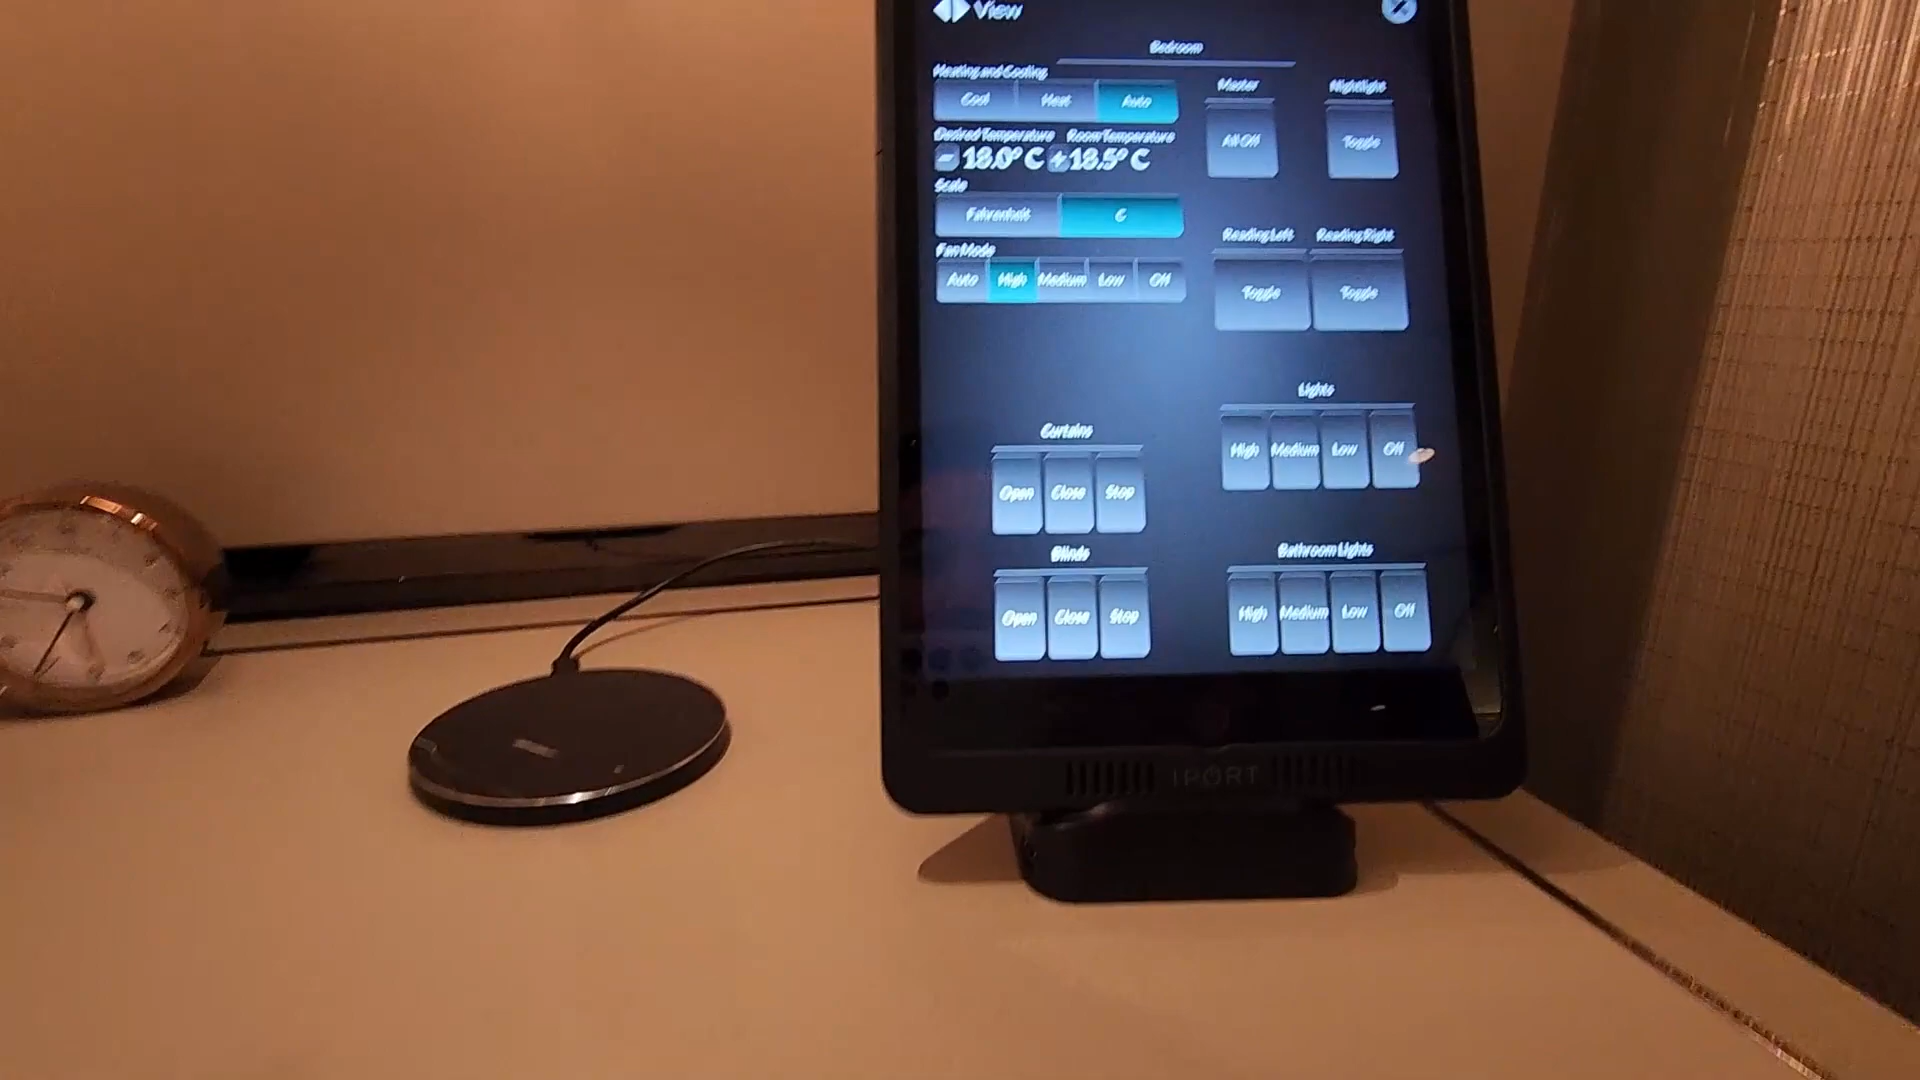 View
Bedroom
Heating and Cooling
Cool Heat Auto
Desired Temperature Room Temperature
- 18.0° C + 18.5° C
Scale
Fahrenheit C
Fan Mode
Auto High Medium Low Off
Master Nightlight
All Off Toggle
Reading Left Reading Right
Toggle Toggle
Lights
High Medium Low Off
Curtains
Open Close Stop
Blinds
Open Close Stop
Bathroom Lights
High Medium Low Off
IPORT